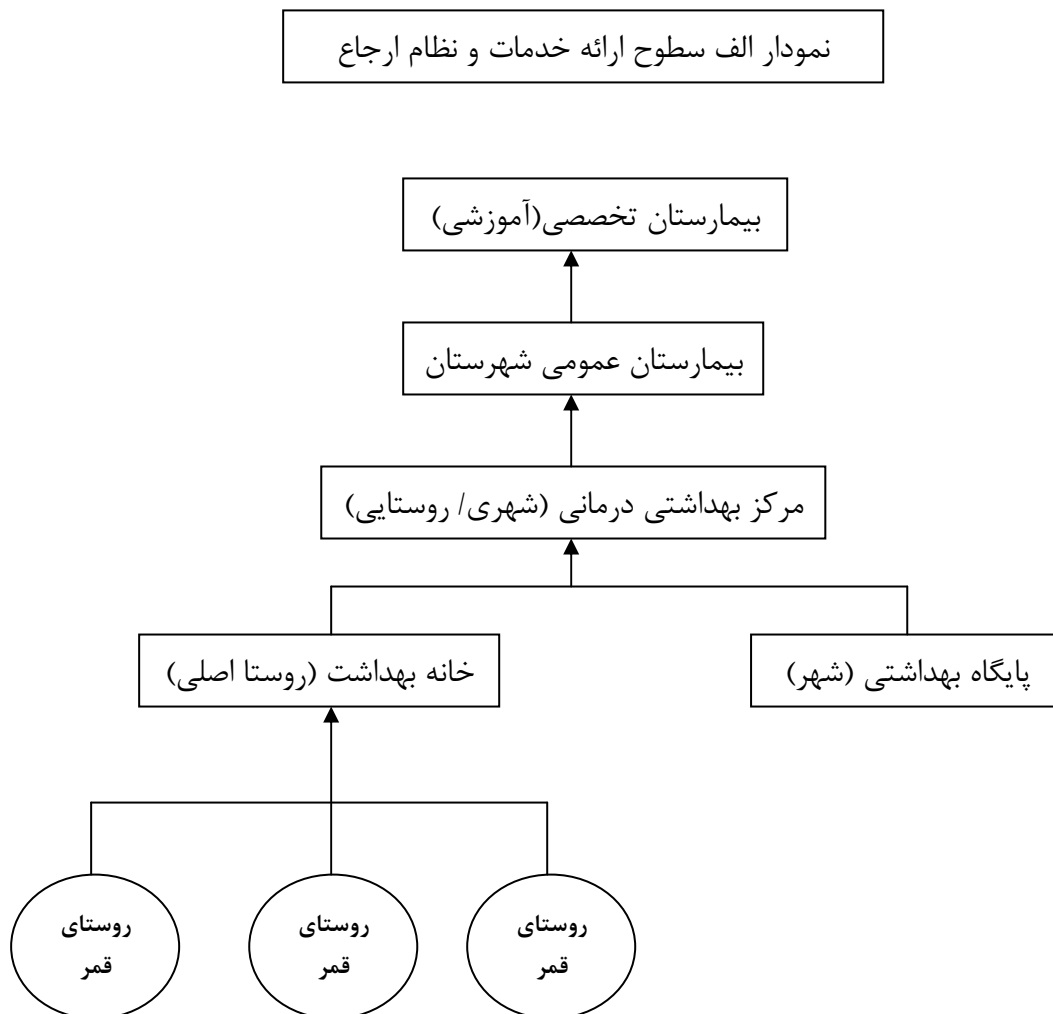 نمودار الف سطوح ارائه خدمات و نظام ارجاع
بیمارستان تخصصی(آموزشی)
بیمارستان عمومی شهرستان
مرکز بهداشتی درمانی (شهری/ روستایی)
پایگاه بهداشتی (شهر)
خانه بهداشت (روستا اصلی)
روستای
قمر
روستای
قمر
روستای
قمر